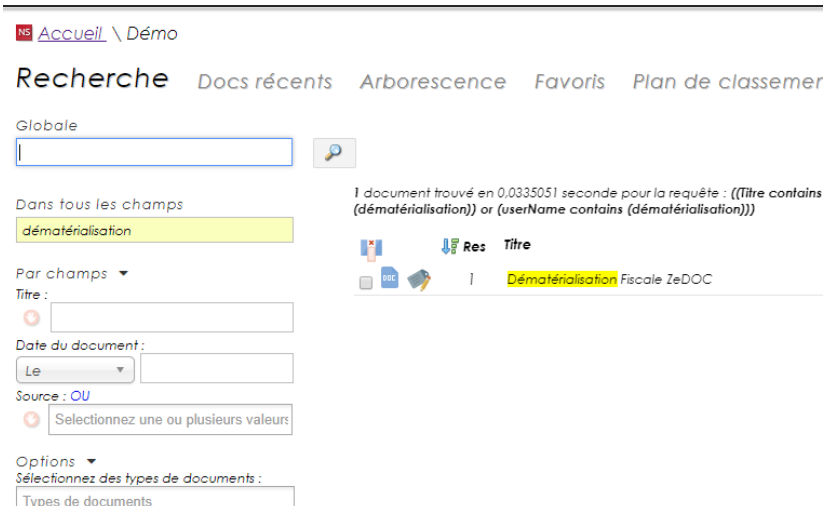 NS Accueil \ Démo
Recherche Docs récents Arborescence Favoris Plan de classemen
Globale
Dans tous les champs
dématérialisation
Par champs
Titre :
Date du document :
Le
Source : OU
Selectionnez une ou plusieurs valeurs
Options
Sélectionnez des types de documents :
Types de documents
1 document trouvé en 0,0335051 seconde pour la requête : ((Titre contains
(dématérialisation)) or (userName contains (dématérialisation)))
Res Titre
DOC 1 Dématérialisation Fiscale ZeDOC